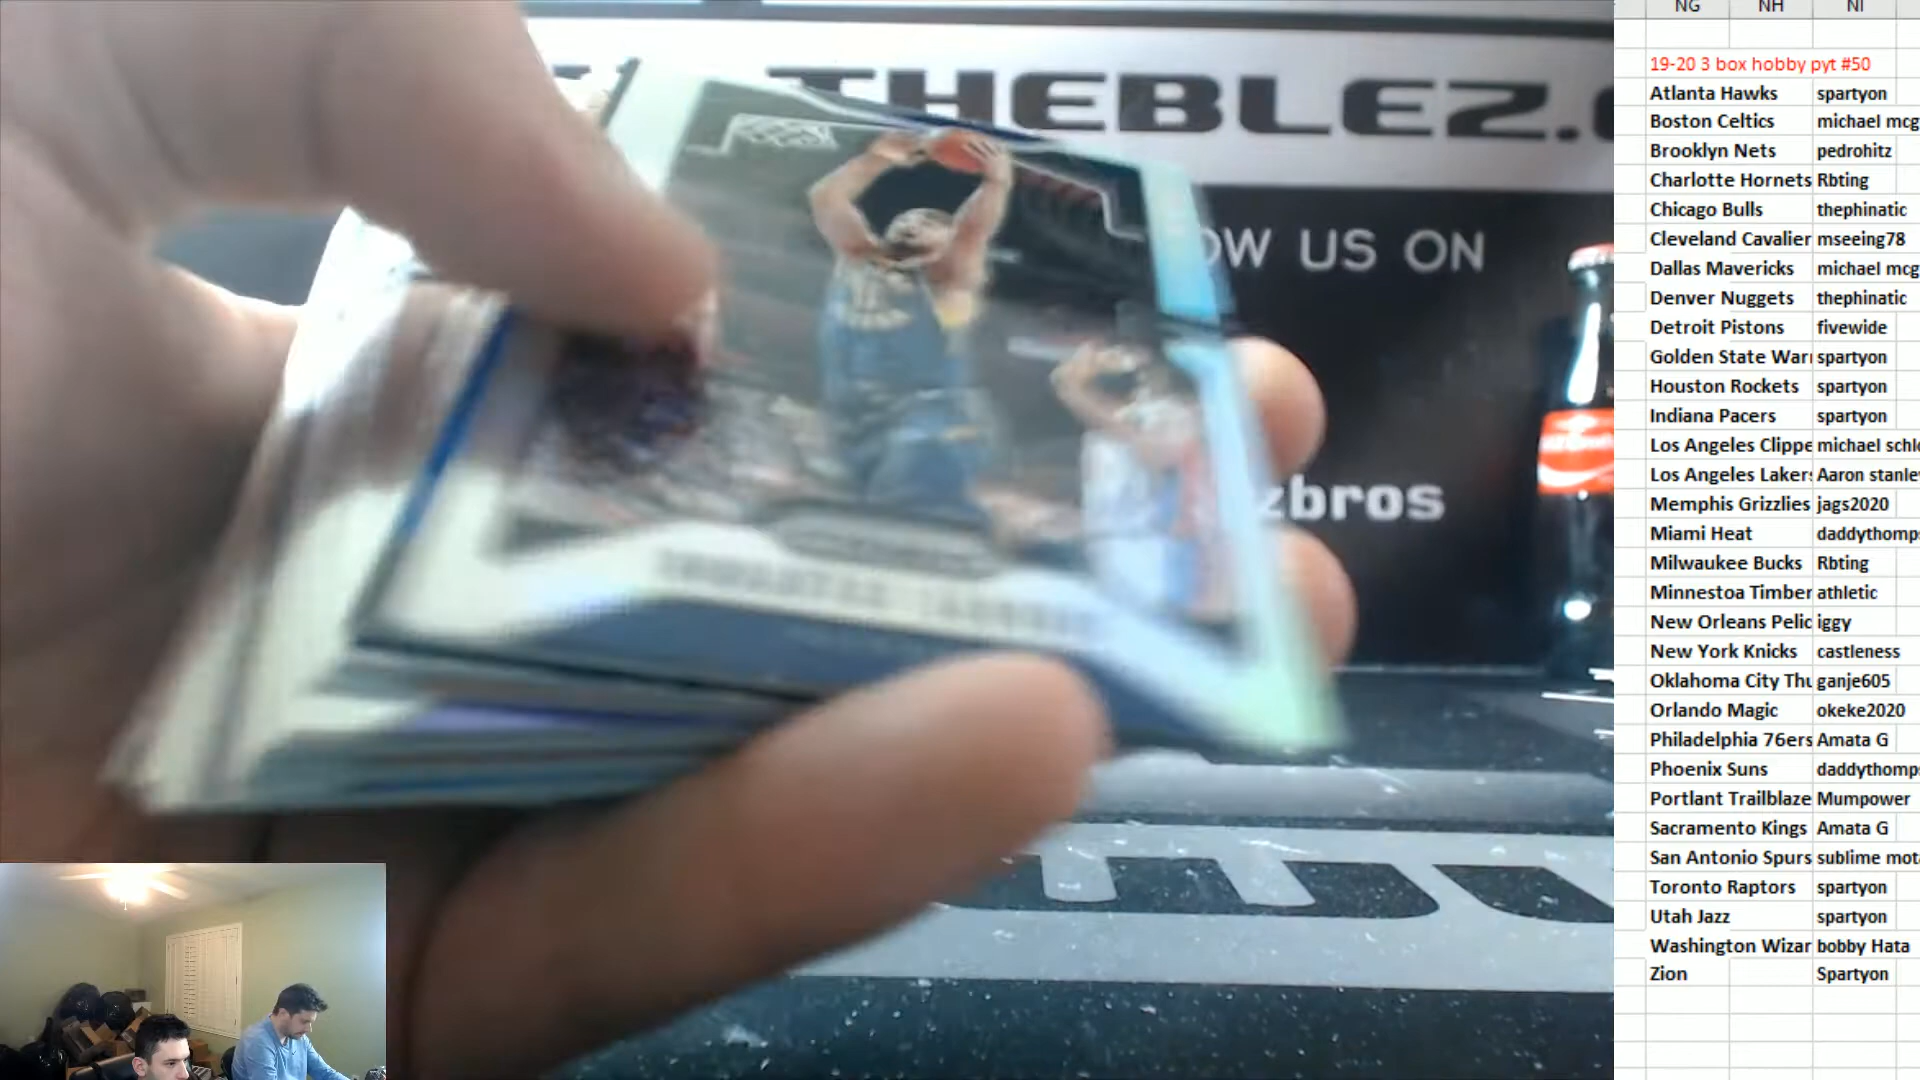 THEBLEZ.
OW US ON
zbros
NG NH NI
19-20 3 box hobby pyt #50
Atlanta Hawks spartyon
Boston Celtics michael mcg
Brooklyn Nets pedrohitz
Charlotte Hornets Rbting
Chicago Bulls thephinatic
Cleveland Cavalier mseeing78
Dallas Mavericks michael mcg
Denver Nuggets thephinatic
Detroit Pistons fivewide
Golden State Warr spartyon
Houston Rockets spartyon
Indiana Pacers spartyon
Los Angeles Clippe michael schl
Los Angeles Lakers Aaron stanle
Memphis Grizzlies jags2020
Miami Heat daddythomps
Milwaukee Bucks Rbting
Minnestoa Timber athletic
New Orleans Pelic iggy
New York Knicks castleness
Oklahoma City Thu ganje605
Orlando Magic okeke2020
Philadelphia 76ers Amata G
Phoenix Suns daddythomps
Portlant Trailblaze Mumpower
Sacramento Kings Amata G
San Antonio Spurs sublime mot
Toronto Raptors spartyon
Utah Jazz spartyon
Washington Wizar bobby Hata
Zion Spartyon